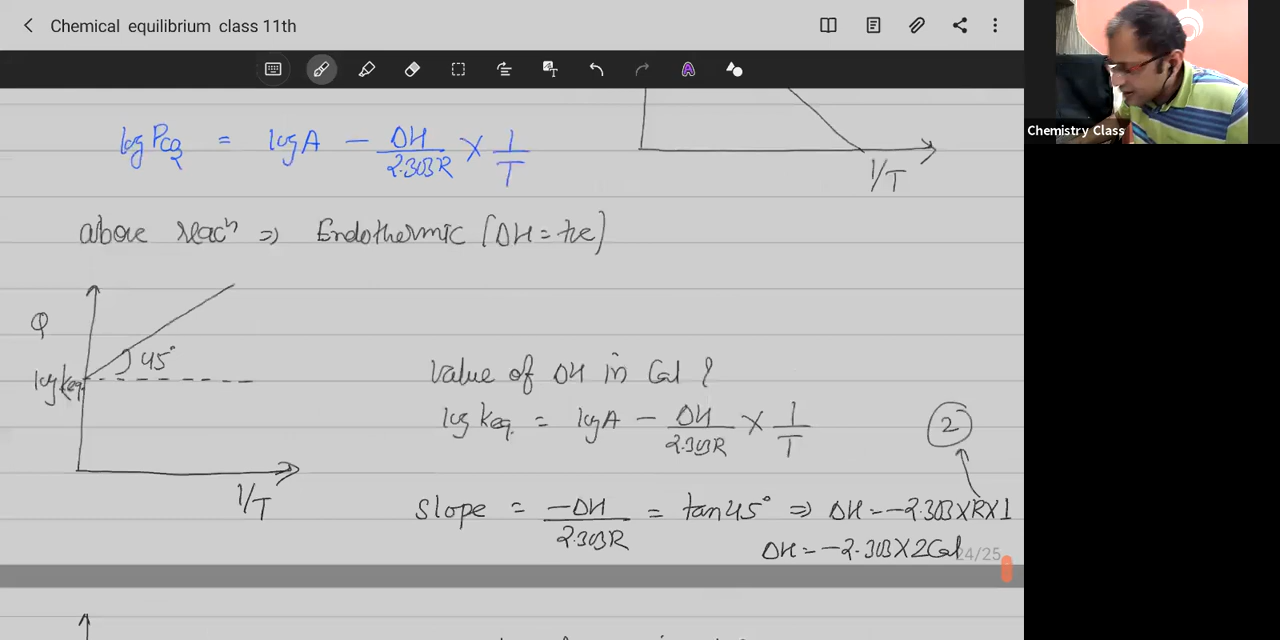 Chemical equilibrium class 11th
Chemistry Class
log PCO2 = log A − ΔH/2.303R × 1/T
1/T
above reacn ⇒ Endothermic (ΔH = +ve)
Q
45°
log Keq.
1/T
Value of ΔH in Cal ?
log Keq. = log A − ΔH/2.303R × 1/T
2
Slope = −ΔH/2.303R = tan 45° ⇒ ΔH = −2.303×R×1
ΔH = −2.303×2Cal
24/25